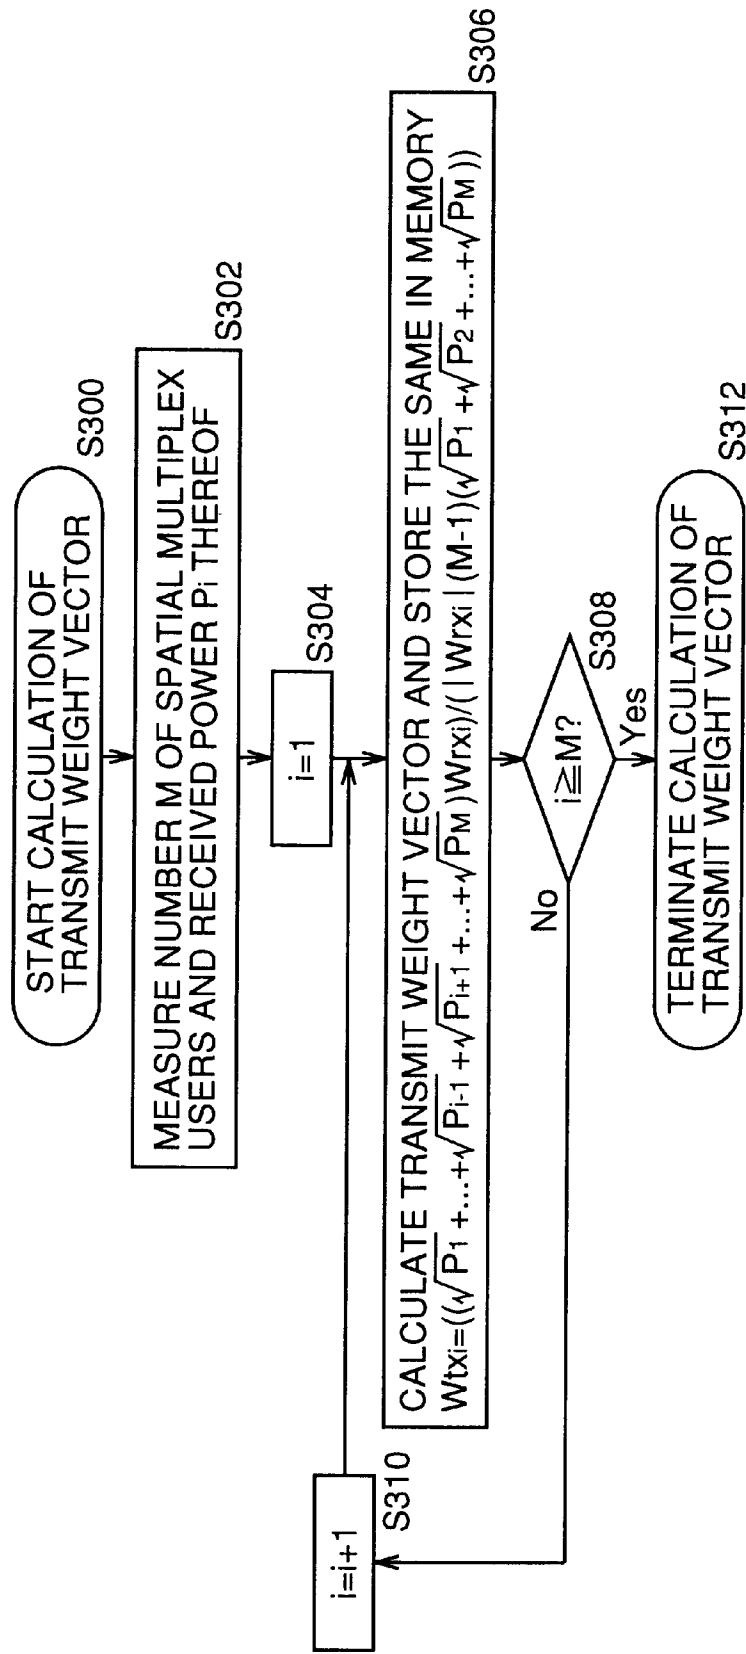 START CALCULATION OF
TRANSMIT WEIGHT VECTOR
S300
MEASURE NUMBER M OF SPATIAL MULTIPLEX
USERS AND RECEIVED POWER Pi THEREOF
S302
i=1
S304
CALCULATE TRANSMIT WEIGHT VECTOR AND STORE THE SAME IN MEMORY
Wtxi=((√P1 +...+√Pi-1 +√Pi+1 +...+√PM )Wrxi)/( | Wrxi | (M-1)(√P1 +√P2 +...+√PM ))
S306
i≧M?
S308
No
Yes
i=i+1
S310
TERMINATE CALCULATION OF
TRANSMIT WEIGHT VECTOR
S312